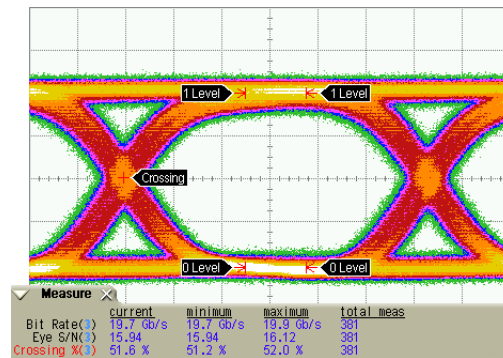 1 Level 1 Level
Crossing
0 Level 0 Level
Measure
current minimum maximum total meas
Bit Rate(3) 19.7 Gb/s 19.7 Gb/s 19.9 Gb/s 381
Eye S/N(3) 15.94 15.94 16.12 381
Crossing %(3) 51.6 % 51.2 % 52.0 % 381